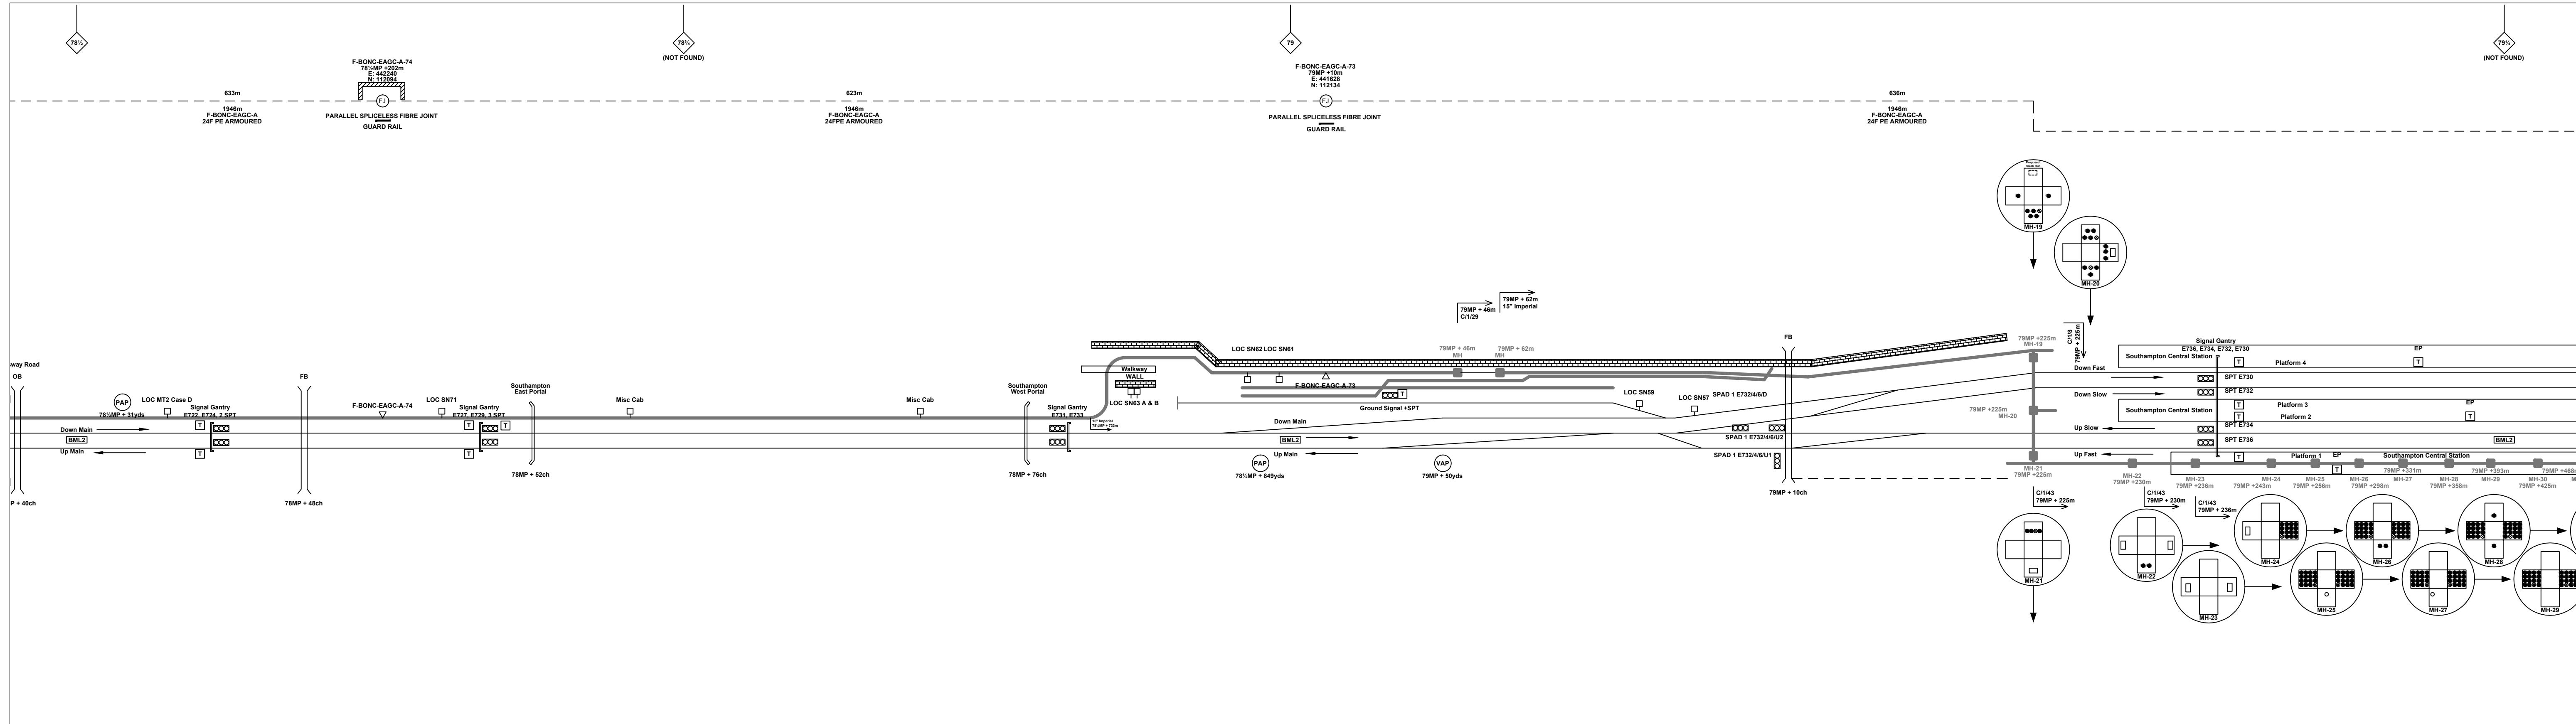 78½
78¾
(NOT FOUND)
79
79¼
(NOT FOUND)
F-BONC-EAGC-A-74
78½MP +202m
E: 442240
N: 112094
FJ
PARALLEL SPLICELESS FIBRE JOINT
GUARD RAIL
633m
1946m
F-BONC-EAGC-A
24F PE ARMOURED
623m
1946m
F-BONC-EAGC-A
24FPE ARMOURED
F-BONC-EAGC-A-73
79MP +10m
E: 441628
N: 112134
FJ
PARALLEL SPLICELESS FIBRE JOINT
GUARD RAIL
636m
1946m
F-BONC-EAGC-A
24F PE ARMOURED
MH-19
MH-20
79MP + 46m
C/1/29
79MP + 62m
15" Imperial
79MP + 46m
MH
79MP + 62m
MH
way Road
OB
P + 40ch
PAP
78½MP + 31yds
LOC MT2 Case D
Signal Gantry
E722, E724, 2 SPT
T
T
Down Main
BML2
Up Main
FB
78MP + 48ch
F-BONC-EAGC-A-74
LOC SN71
Signal Gantry
E727, E729, 3 SPT
T
T
T
Southampton
East Portal
78MP + 52ch
Misc Cab
Misc Cab
Southampton
West Portal
78MP + 76ch
Signal Gantry
E731, E733
Walkway
WALL
LOC SN63 A & B
LOC SN62 LOC SN61
F-BONC-EAGC-A-73
T
Ground Signal +SPT
Down Main
BML2
Up Main
PAP
78½MP + 849yds
VAP
79MP + 50yds
LOC SN59
LOC SN57
SPAD 1 E732/4/6/D
SPAD 1 E732/4/6/U2
SPAD 1 E732/4/6/U1
FB
79MP + 10ch
79MP +225m
MH-19
79MP +225m
MH-20
MH-21
79MP +225m
C/1/8
79MP + 225m
Down Fast
Down Slow
Up Slow
Up Fast
Signal Gantry
E736, E734, E732, E730
Southampton Central Station
T
Platform 4
EP
T
SPT E730
SPT E732
Southampton Central Station
T
T
Platform 3
Platform 2
EP
T
SPT E734
SPT E736
BML2
T
Platform 1
EP
T
Southampton Central Station
MH-22
79MP +230m
MH-23
79MP +236m
MH-24
79MP +243m
MH-25
79MP +256m
MH-26
79MP +298m
79MP +331m
MH-27
MH-28
79MP +358m
79MP +393m
MH-29
MH-30
79MP +425m
79MP +468m
C/1/43
79MP + 225m
C/1/43
79MP + 230m
C/1/43
79MP + 236m
MH-21
MH-22
MH-23
MH-24
MH-25
MH-26
MH-27
MH-28
MH-29